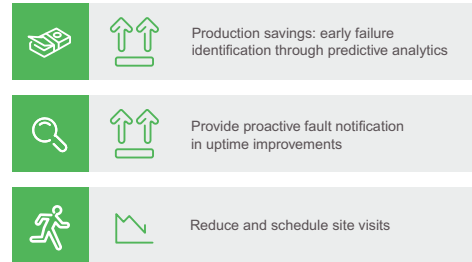 Production savings: early failure
identification through predictive analytics
Provide proactive fault notification
in uptime improvements
Reduce and schedule site visits